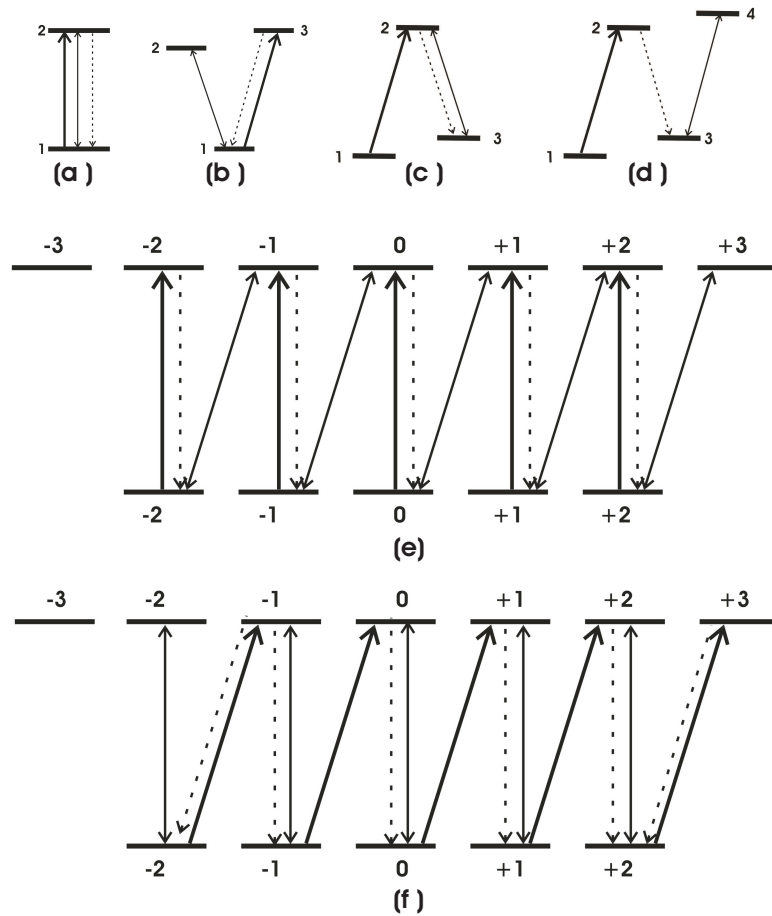 2 1 (a )
2 3 1 (b )
2 1 3 (c )
2 4 1 3 (d )
-3 -2 -1 0 +1 +2 +3
-2 -1 0 +1 +2
(e)
-3 -2 -1 0 +1 +2 +3
-2 -1 0 +1 +2
(f)